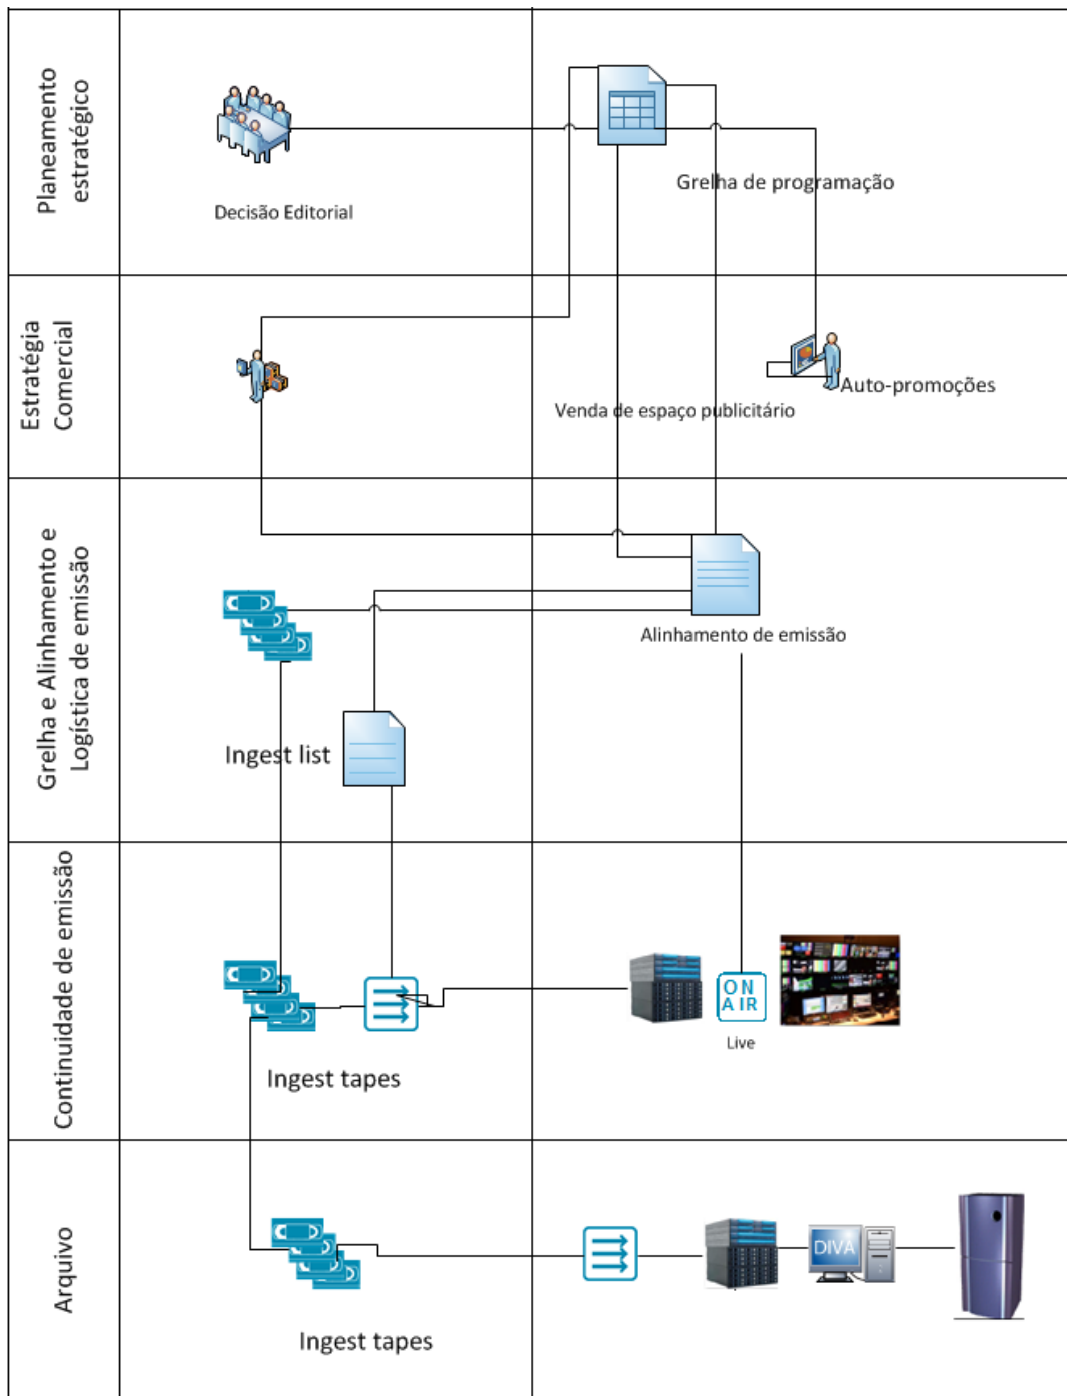 Planeamento
estratégico
Decisão Editorial
Grelha de programação
Estratégia
Comercial
Venda de espaço publicitário
Auto-promoções
Grelha e Alinhamento e
Logística de emissão
Alinhamento de emissão
Ingest list
Continuidade de emissão
Ingest tapes
ON
AIR
Live
Arquivo
Ingest tapes
DIVA